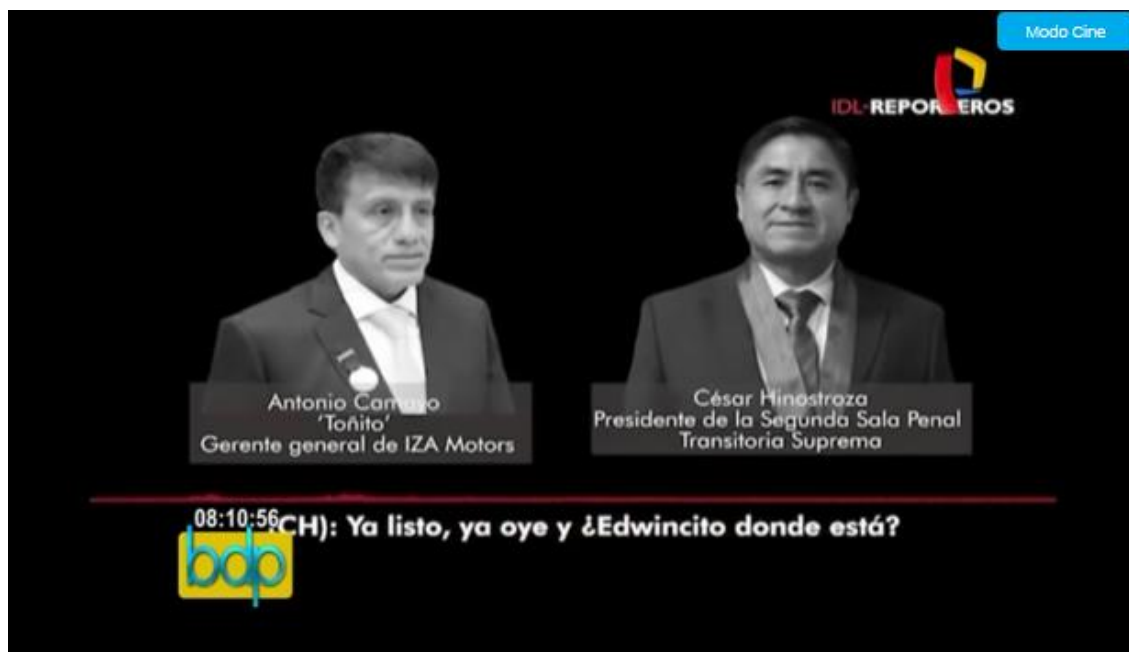 Modo Cine
IDL-REPORTEROS
Antonio Camayo
'Toñito'
Gerente general de IZA Motors
César Hinostroza
Presidente de la Segunda Sala Penal
Transitoria Suprema
08:10:56
CH): Ya listo, ya oye y ¿Edwincito donde está?
bdp